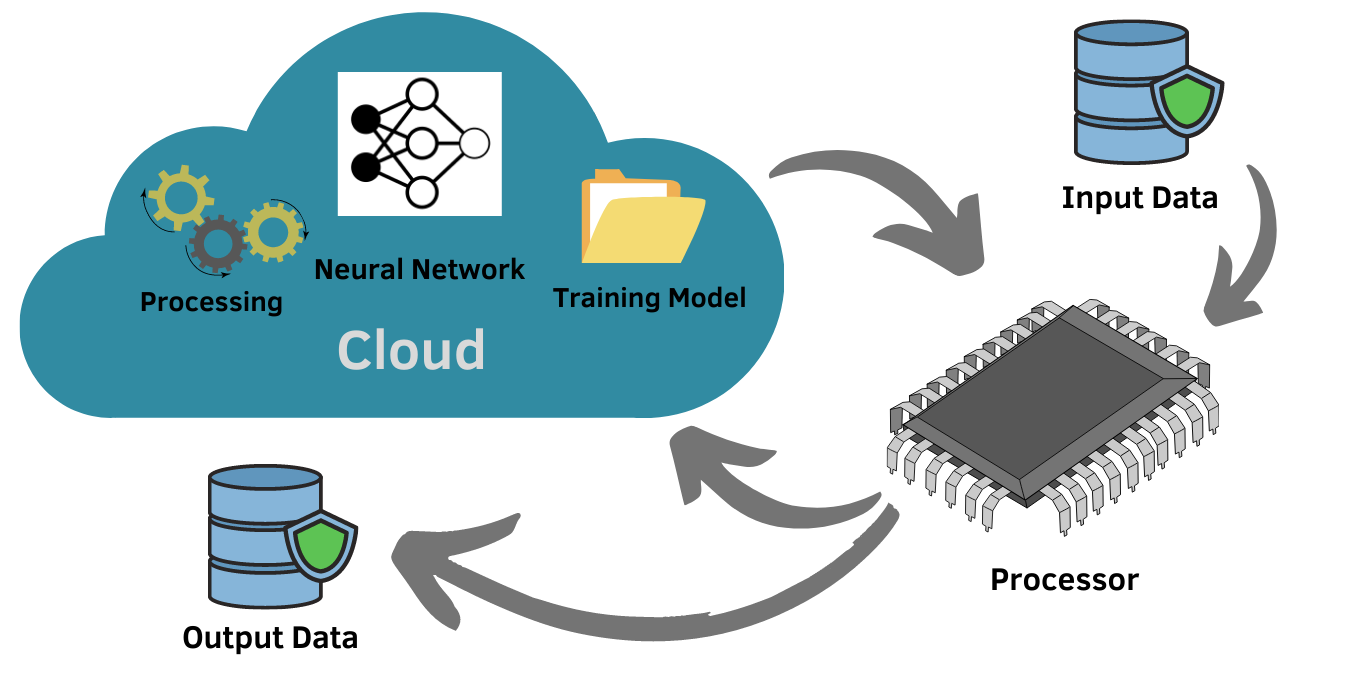 Input Data
Neural Network
Processing
Training Model
Cloud
Processor
Output Data